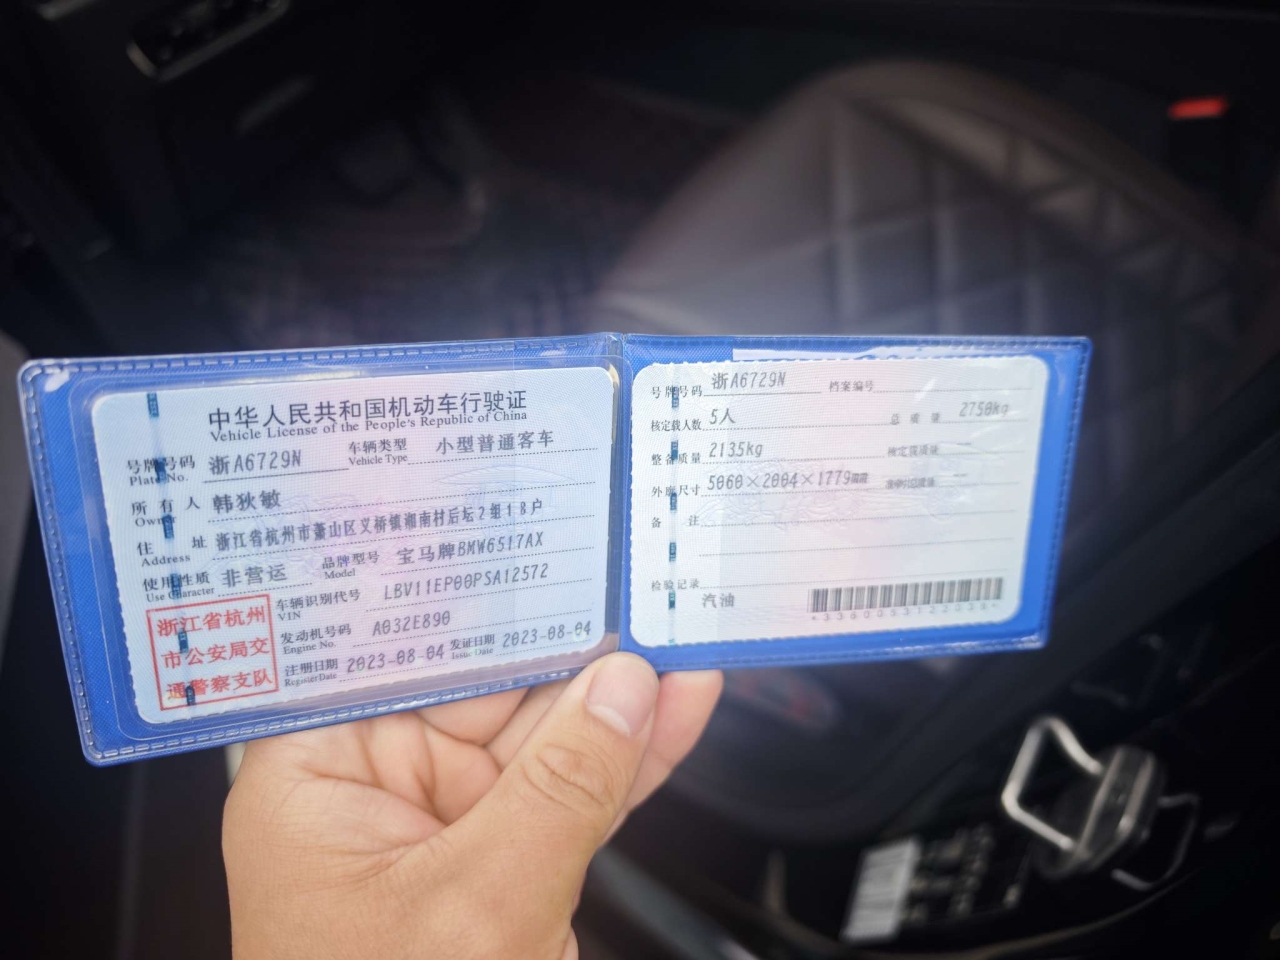 中华人民共和国机动车行驶证
Vehicle License of the People's Republic of China
号牌号码 浙A6729N 车辆类型 小型普通客车
Plate No. Vehicle Type
所有人 韩狄敏
Owner
住址 浙江省杭州市萧山区义桥镇湘南村后坛2组18户
Address
使用性质 非营运 品牌型号 宝马牌BMW6517AX
Use Character Model
浙江省杭州
市公安局交
通警察支队
车辆识别代号 LBV11EP00PSA12572
VIN
发动机号码 A032E890
Engine No.
注册日期 2023-08-04 发证日期 2023-08-04
Register Date Issue Date
号牌号码 浙A6729N 档案编号
核定载人数 5人 总质量 2750kg
整备质量 2135kg 核定载质量
外廓尺寸 5060×2004×1779mm 准牵引总质量 --
备注
检验记录
汽油